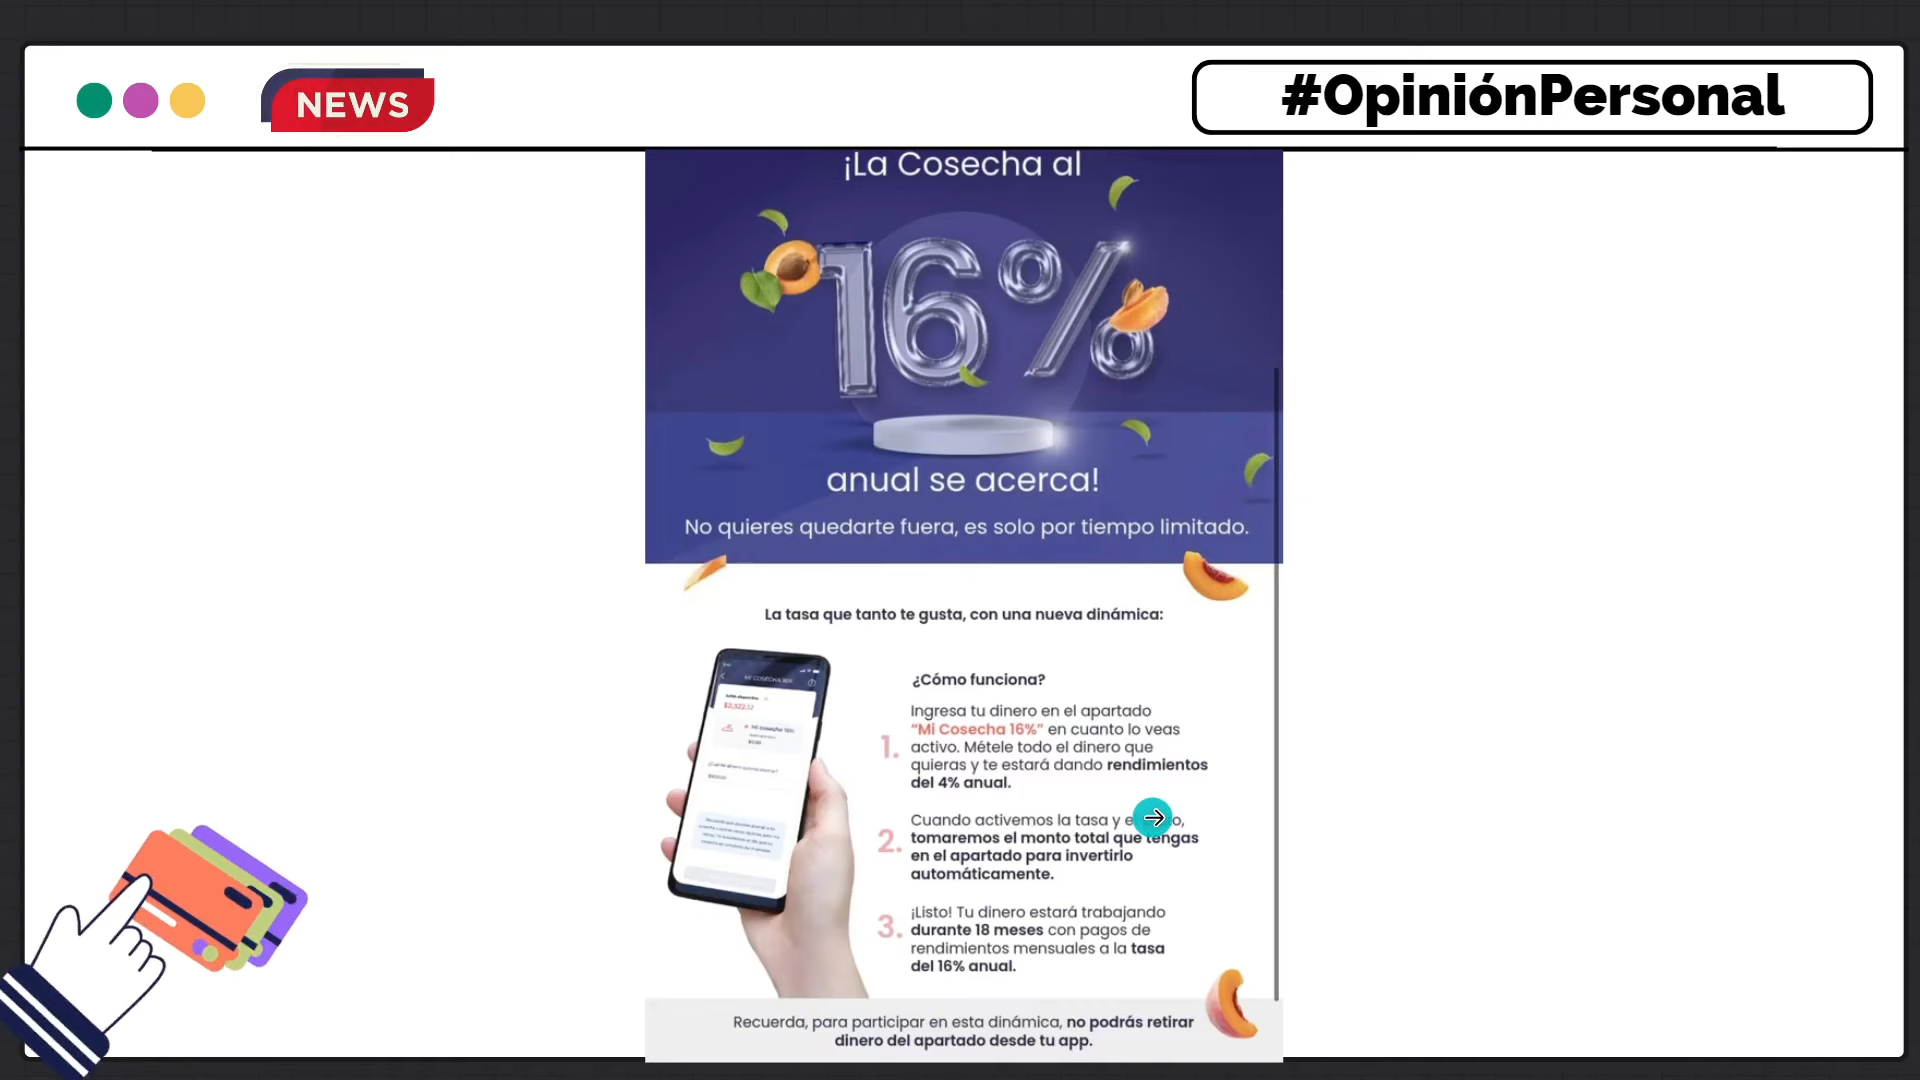 NEWS
#OpiniónPersonal
¡La Cosecha al
16%
anual se acerca!
No quieres quedarte fuera, es solo por tiempo limitado.
La tasa que tanto te gusta, con una nueva dinámica:
¿Cómo funciona?
1. Ingresa tu dinero en el apartado
“Mi Cosecha 16%” en cuanto lo veas
activo. Métele todo el dinero que
quieras y te estará dando rendimientos
del 4% anual.
2. Cuando activemos la tasa y
tomaremos el monto total que tengas
en el apartado para invertirlo
automáticamente.
3. ¡Listo! Tu dinero estará trabajando
durante 18 meses con pagos de
rendimientos mensuales a la tasa
del 16% anual.
Recuerda, para participar en esta dinámica, no podrás retirar
dinero del apartado desde tu app.